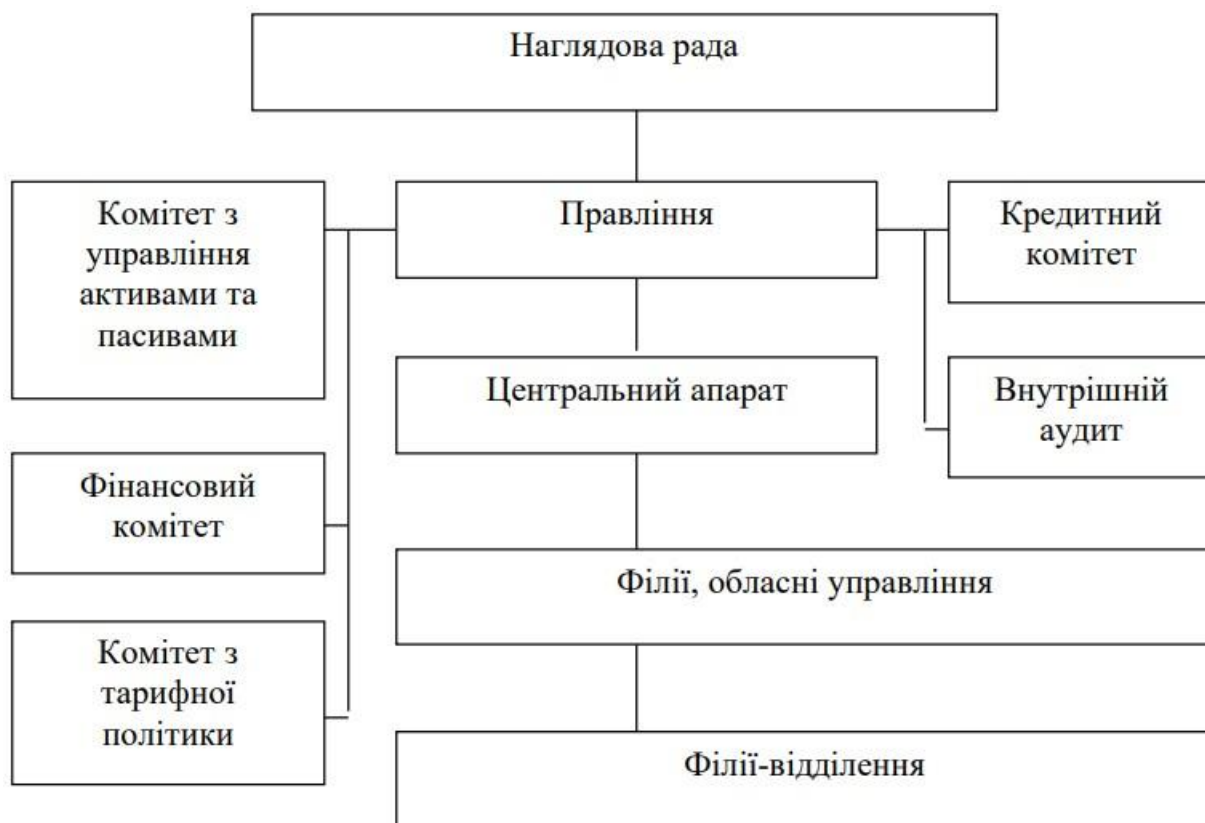 Наглядова рада
Комітет з
управління
активами та
пасивами
Правління
Кредитний
комітет
Центральний апарат
Внутрішній
аудит
Фінансовий
комітет
Філії, обласні управління
Комітет з
тарифної
політики
Філії-відділення